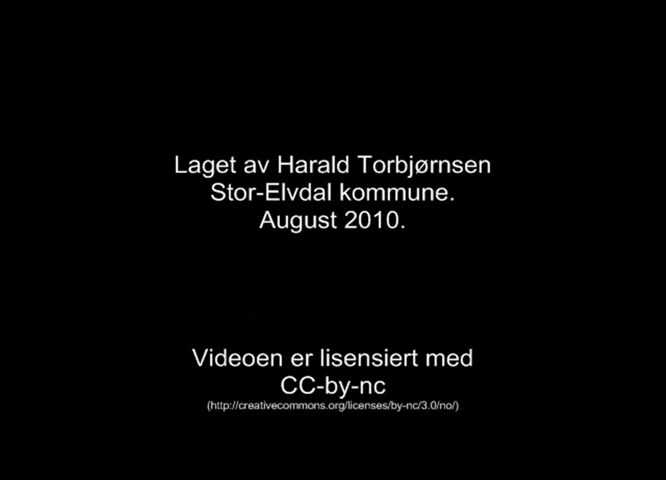 Laget av Harald Torbjørnsen
Stor-Elvdal kommune.
August 2010.
Videoen er lisensiert med
CC-by-nc
(http://creativecommons.org/licenses/by-nc/3.0/no/)